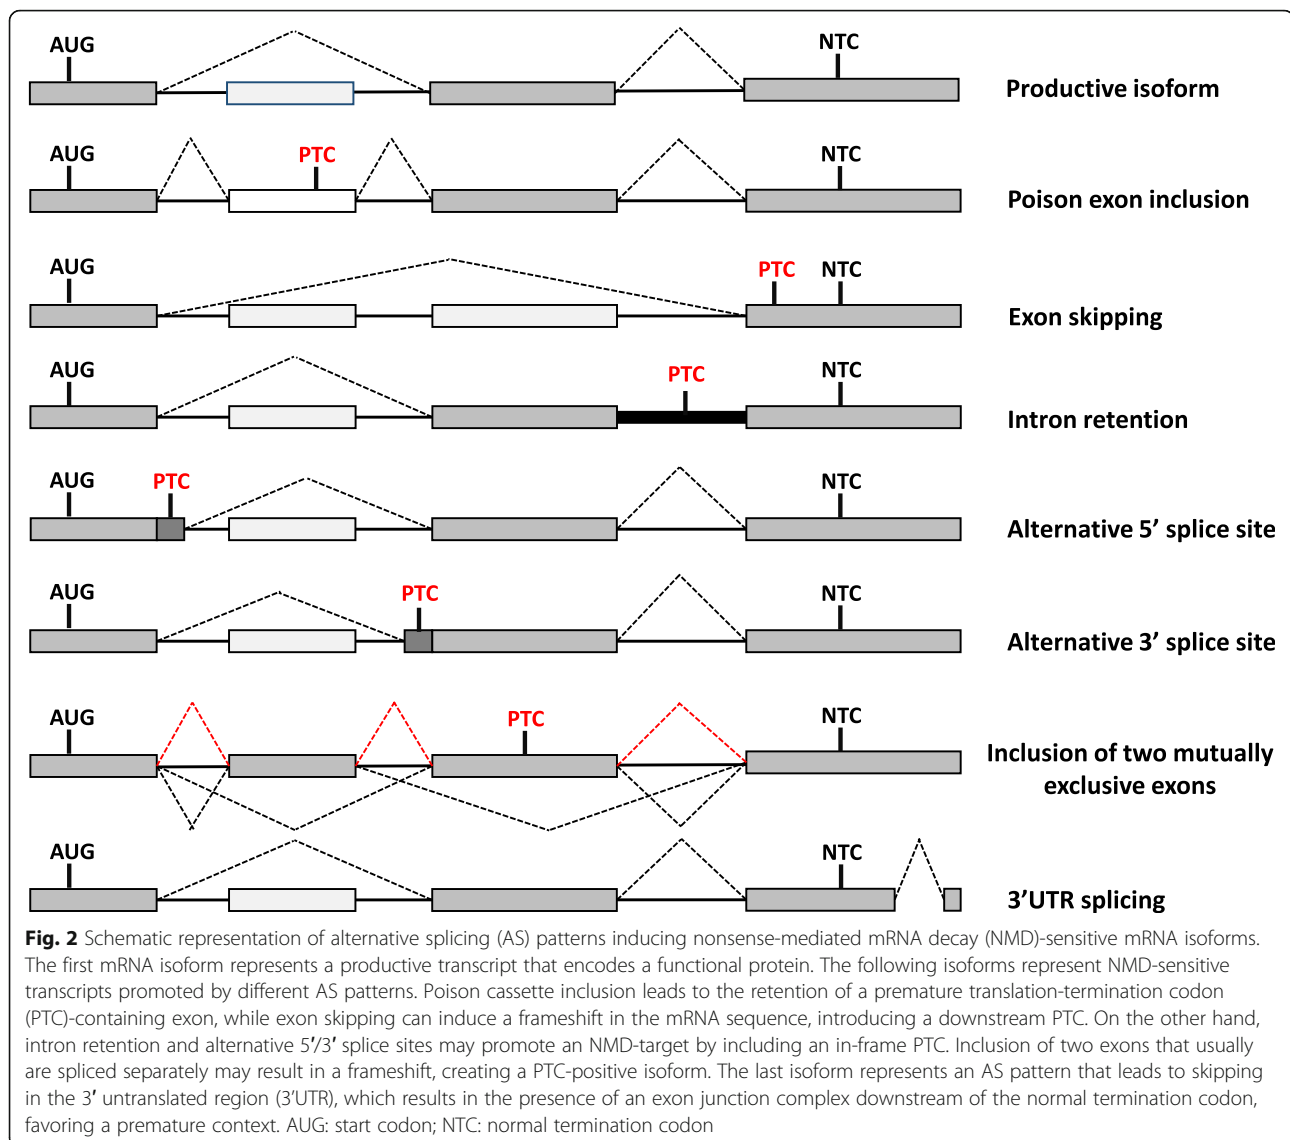 AUG
NTC
Productive isoform
AUG
PTC
NTC
Poison exon inclusion
AUG
PTC
NTC
Exon skipping
AUG
PTC
NTC
Intron retention
AUG
PTC
NTC
Alternative 5’ splice site
AUG
PTC
NTC
Alternative 3’ splice site
AUG
PTC
NTC
Inclusion of two mutually
exclusive exons
AUG
NTC
3’UTR splicing
Fig. 2 Schematic representation of alternative splicing (AS) patterns inducing nonsense-mediated mRNA decay (NMD)-sensitive mRNA isoforms.
The first mRNA isoform represents a productive transcript that encodes a functional protein. The following isoforms represent NMD-sensitive
transcripts promoted by different AS patterns. Poison cassette inclusion leads to the retention of a premature translation-termination codon
(PTC)-containing exon, while exon skipping can induce a frameshift in the mRNA sequence, introducing a downstream PTC. On the other hand,
intron retention and alternative 5′/3′ splice sites may promote an NMD-target by including an in-frame PTC. Inclusion of two exons that usually
are spliced separately may result in a frameshift, creating a PTC-positive isoform. The last isoform represents an AS pattern that leads to skipping
in the 3′ untranslated region (3’UTR), which results in the presence of an exon junction complex downstream of the normal termination codon,
favoring a premature context. AUG: start codon; NTC: normal termination codon